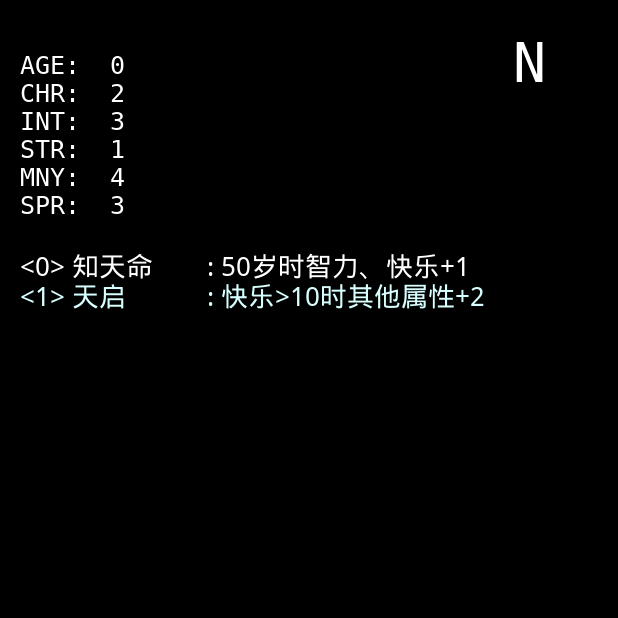 N
AGE: 0
CHR: 2
INT: 3
STR: 1
MNY: 4
SPR: 3
<0> 知天命 : 50岁时智力、快乐+1
<1> 天启 : 快乐>10时其他属性+2